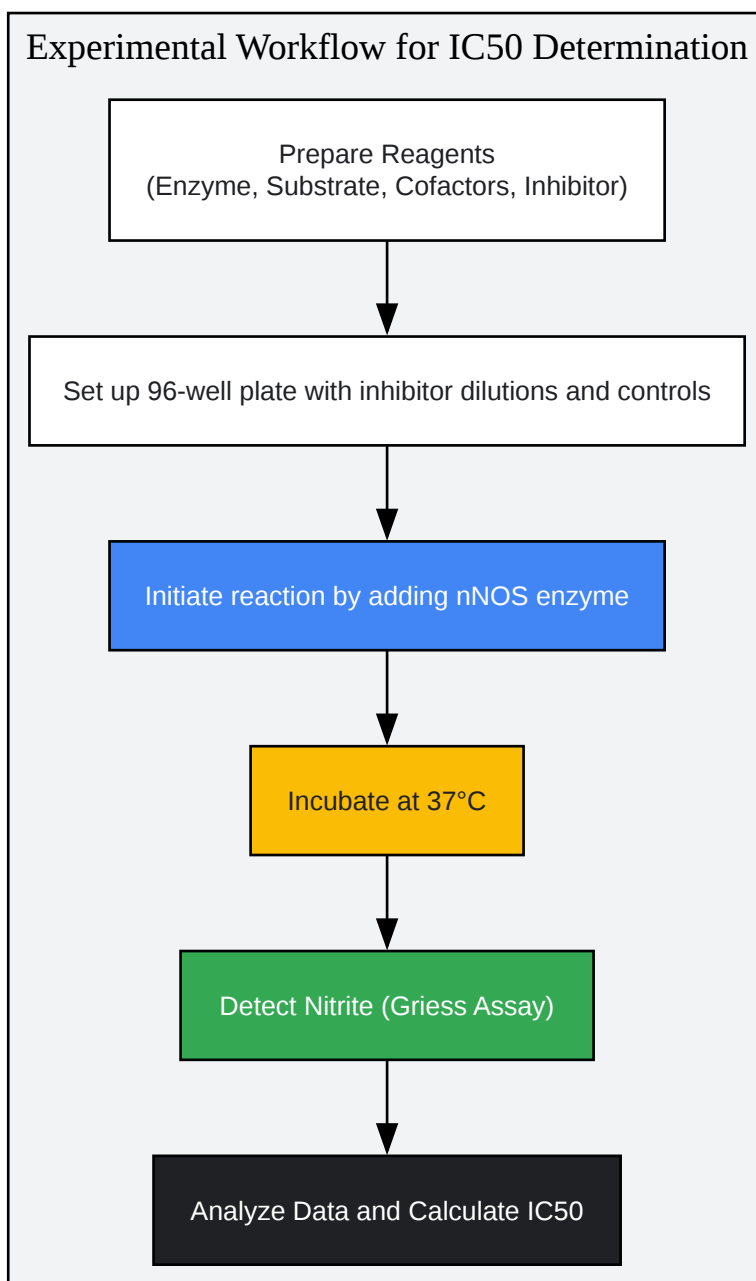 Experimental Workflow for IC50 Determination
Prepare Reagents
(Enzyme, Substrate, Cofactors, Inhibitor)
Set up 96-well plate with inhibitor dilutions and controls
Initiate reaction by adding nNOS enzyme
Incubate at 37°C
Detect Nitrite (Griess Assay)
Analyze Data and Calculate IC50